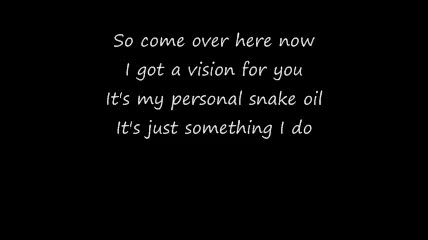 So come over here now
I got a vision for you
It's my personal snake oil
It's just something I do